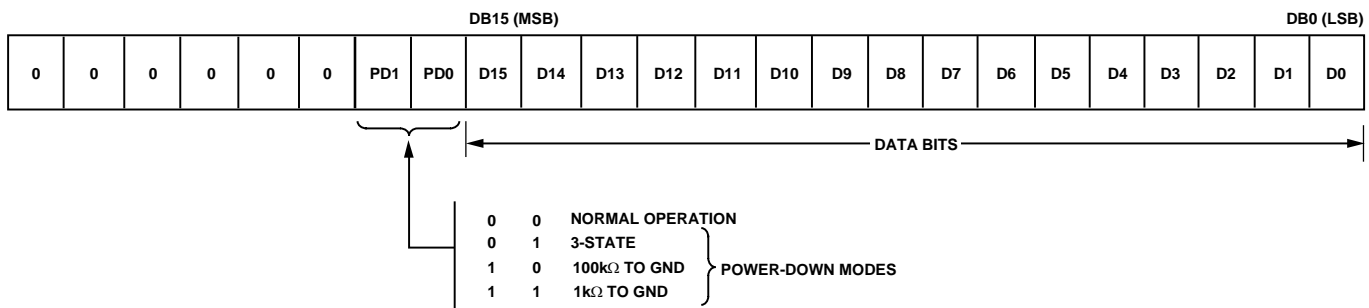 DB15 (MSB) DB0 (LSB)
0 0 0 0 0 0 PD1 PD0 D15 D14 D13 D12 D11 D10 D9 D8 D7 D6 D5 D4 D3 D2 D1 D0
DATA BITS
0 0 NORMAL OPERATION
0 1 3-STATE
1 0 100kΩ TO GND
POWER-DOWN MODES
1 1 1kΩ TO GND